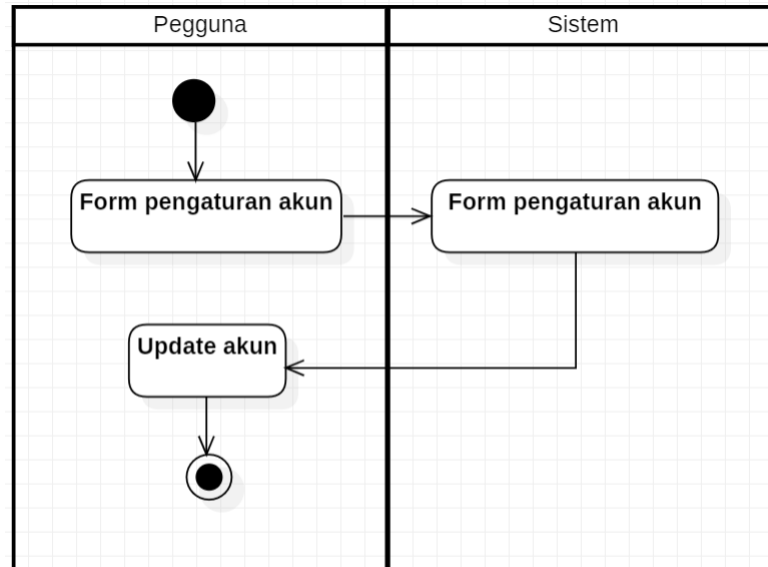 Pegguna
Sistem
Form pengaturan akun
Form pengaturan akun
Update akun